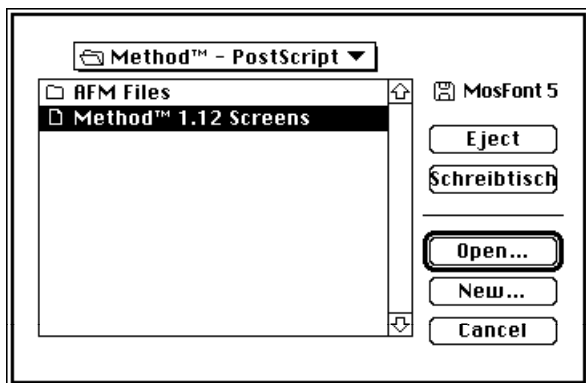 Method™ - PostScript
AFM Files
Method™ 1.12 Screens
MosFont 5
Eject
Schreibtisch
Open...
New...
Cancel